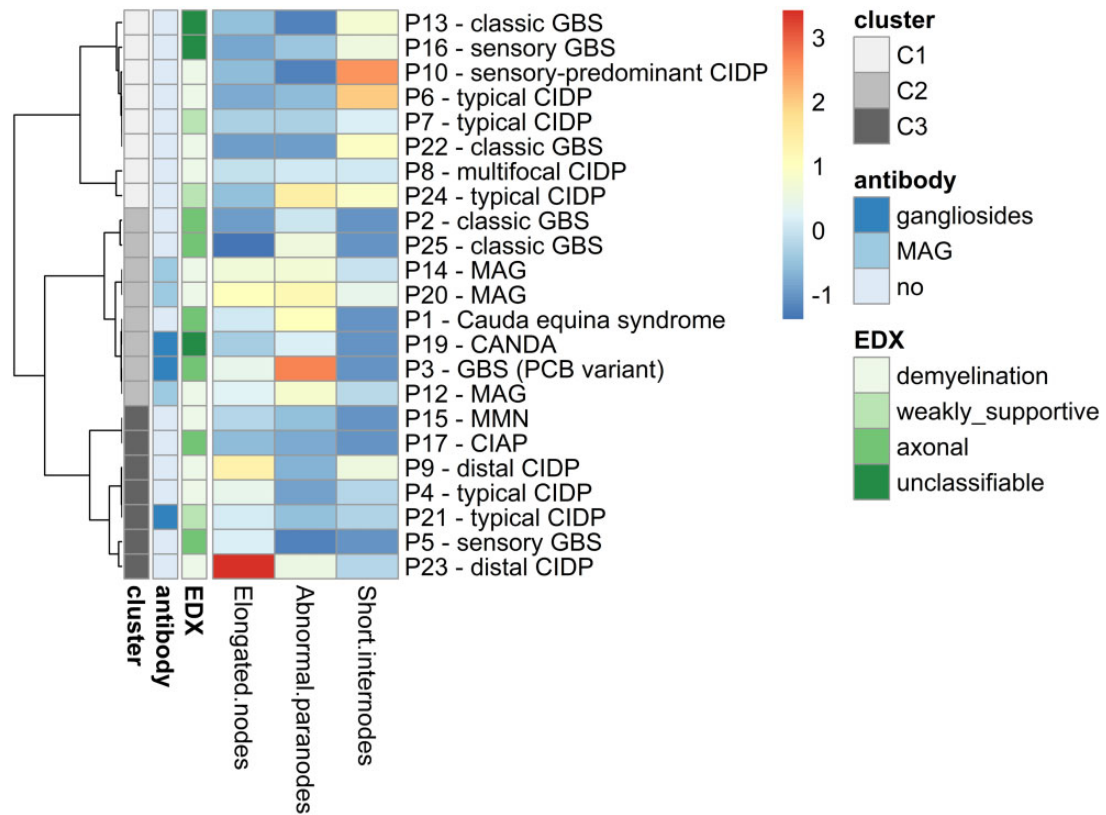 P13 - classic GBS
P16 - sensory GBS
P10 - sensory-predominant CIDP
P6 - typical CIDP
P7 - typical CIDP
P22 - classic GBS
P8 - multifocal CIDP
P24 - typical CIDP
P2 - classic GBS
P25 - classic GBS
P14 - MAG
P20 - MAG
P1 - Cauda equina syndrome
P19 - CANDA
P3 - GBS (PCB variant)
P12 - MAG
P15 - MMN
P17 - CIAP
P9 - distal CIDP
P4 - typical CIDP
P21 - typical CIDP
P5 - sensory GBS
P23 - distal CIDP
cluster
antibody
EDX
Elongated.nodes
Abnormal.paranodes
Short.internodes
3
2
1
0
-1
cluster
C1
C2
C3
antibody
gangliosides
MAG
no
EDX
demyelination
weakly_supportive
axonal
unclassifiable